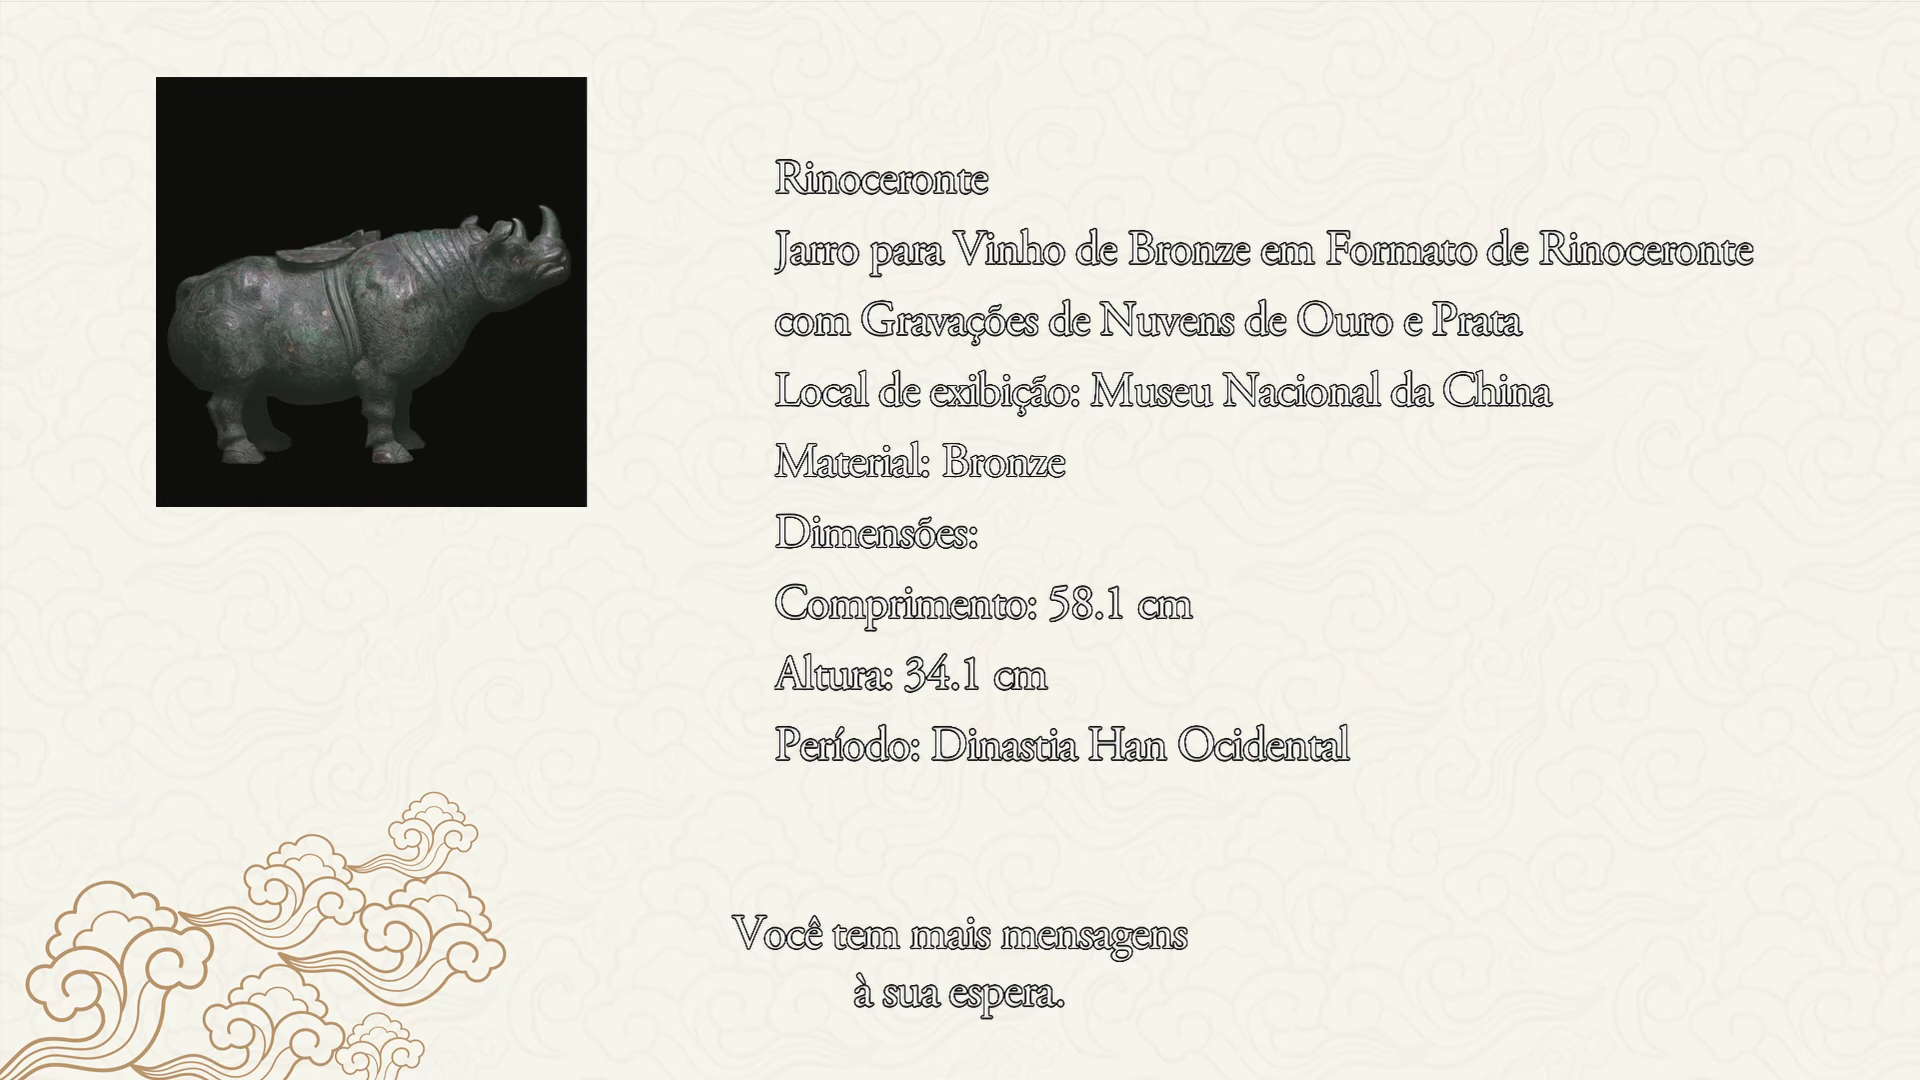 Rinoceronte
Jarro para Vinho de Bronze em Formato de Rinoceronte
com Gravações de Nuvens de Ouro e Prata
Local de exibição: Museu Nacional da China
Material: Bronze
Dimensões:
Comprimento: 58.1 cm
Altura: 34.1 cm
Período: Dinastia Han Ocidental
Você tem mais mensagens
à sua espera.